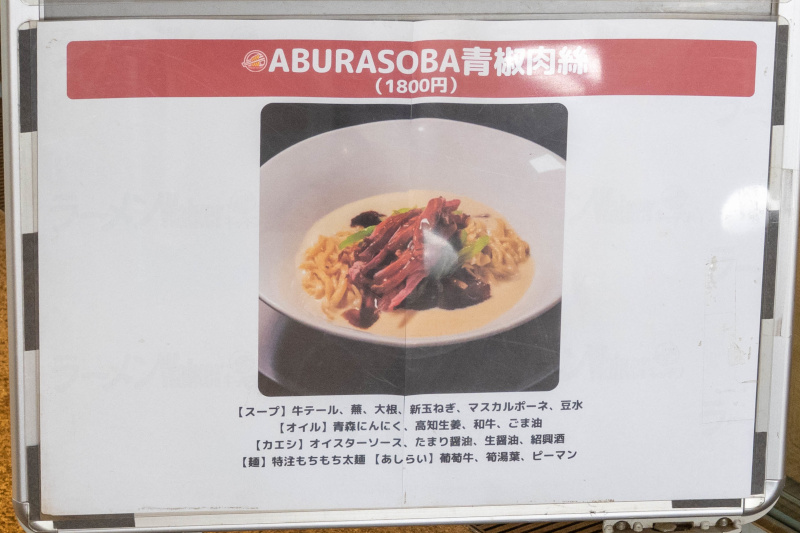 ABURASOBA青椒肉絲
（1800円）
【スープ】牛テール、蕪、大根、新玉ねぎ、マスカルポーネ、豆水
【オイル】青森にんにく、高知生姜、和牛、ごま油
【カエシ】オイスターソース、たまり醤油、生醤油、紹興酒
【麺】特注もちもち太麺 【あしらい】葡萄牛、筍湯葉、ピーマン